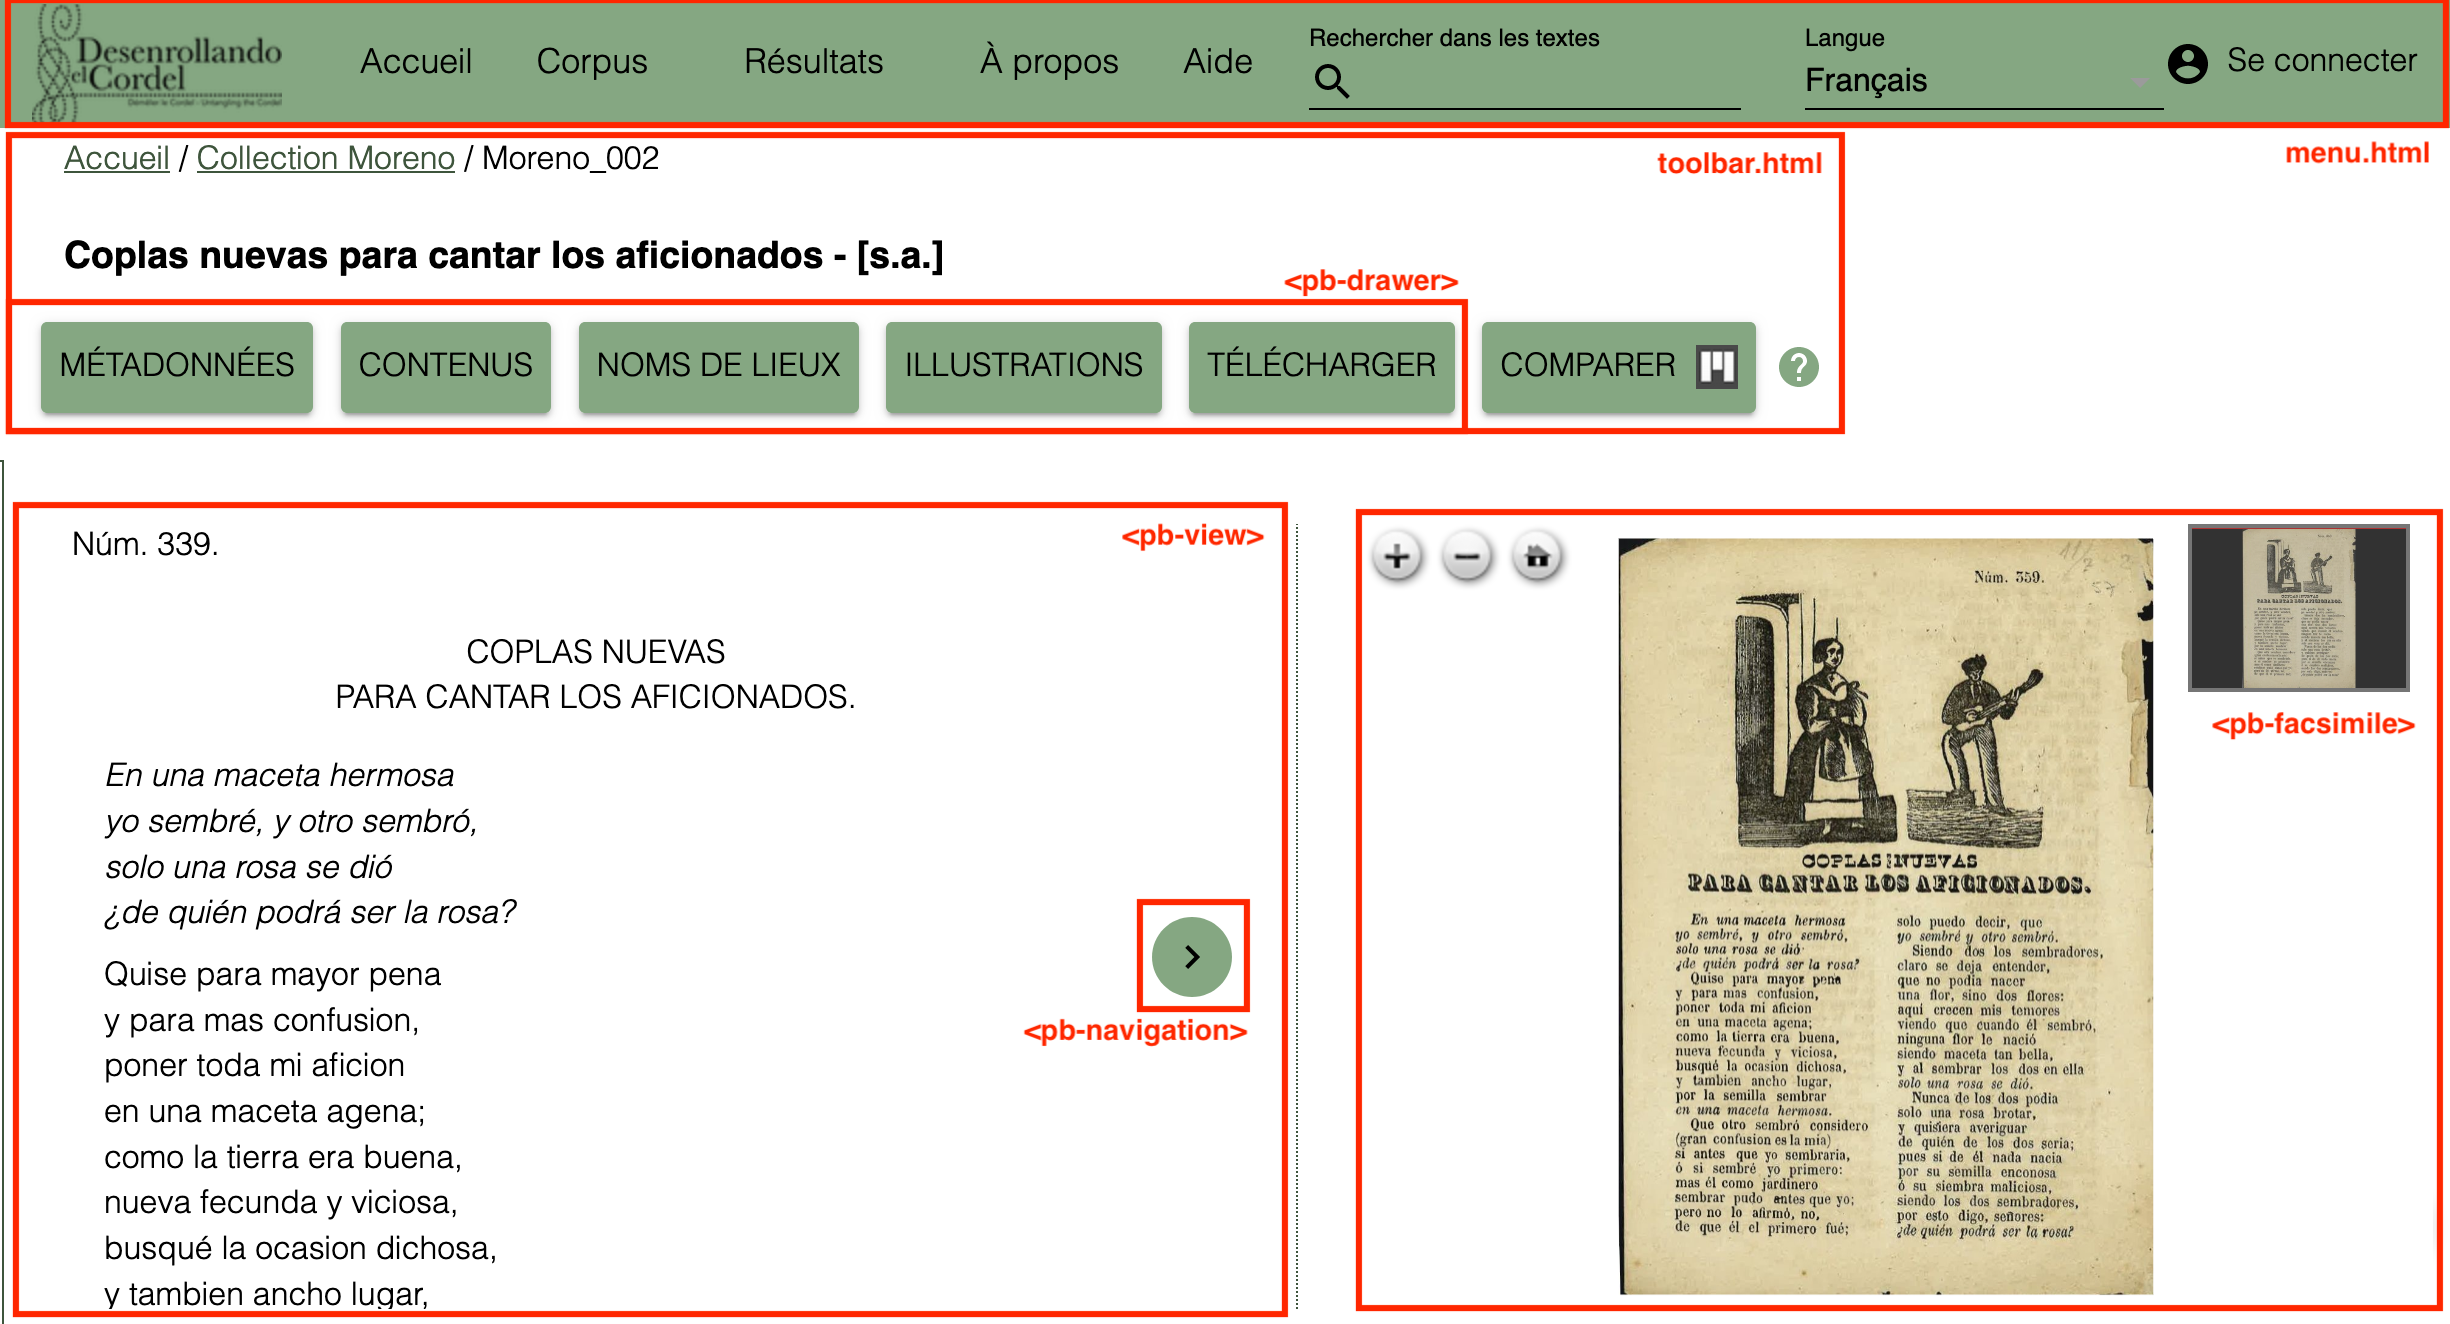 Desenrollando
el Cordel
Démêler le Cordel - Untangling the Cordel
Accueil
Corpus
Résultats
À propos
Aide
Rechercher dans les textes
Langue
Français
Se connecter
menu.html
Accueil / Collection Moreno / Moreno_002
toolbar.html
Coplas nuevas para cantar los aficionados - [s.a.]
<pb-drawer>
MÉTADONNÉES
CONTENUS
NOMS DE LIEUX
ILLUSTRATIONS
TÉLÉCHARGER
COMPARER
?
<pb-view>
Núm. 339.
COPLAS NUEVAS
PARA CANTAR LOS AFICIONADOS.
En una maceta hermosa
yo sembré, y otro sembró,
solo una rosa se dió
¿de quién podrá ser la rosa?
Quise para mayor pena
y para mas confusion,
poner toda mi aficion
en una maceta agena;
como la tierra era buena,
nueva fecunda y viciosa,
busqué la ocasion dichosa,
y tambien ancho lugar,
<pb-navigation>
<pb-facsimile>
Núm. 359.
COPLAS NUEVAS
PARA CANTAR LOS AFICIONADOS.
En una maceta hermosa
yo sembré, y otro sembró,
solo una rosa se dió
¿de quién podrá ser la rosa?
Quise para mayor pena
y para mas confusion,
poner toda mi aficion
en una maceta agena;
como la tierra era buena,
nueva fecunda y viciosa,
busqué la ocasion dichosa,
y tambien ancho lugar,
por la semilla sembrar
en una maceta hermosa.
Que otro sembró considero
(gran confusion es la mia)
si antes que yo sembraria,
ó si sembré yo primero:
mas él como jardinero
sembrar pudo antes que yo;
pero no lo afirmó, no,
de que él el primero fué;
solo puedo decir, que
yo sembré y otro sembro.
Siendo dos los sembradores,
claro se deja entender,
que no podia nacer
una flor, sino dos flores:
aquí crecen mis temores
viendo que cuando él sembró,
ninguna flor le nació
siendo maceta tan bella,
y al sembrar los dos en ella
solo una rosa se dió.
Nunca de los dos podia
solo una rosa brotar,
y quisiera averiguar
de quién de los dos seria;
pues si de él nada nacia
por su semilla enconosa
ó su siembra maliciosa,
siendo los dos sembradores,
por esto digo, señores:
¿de quién podrá ser la rosa?